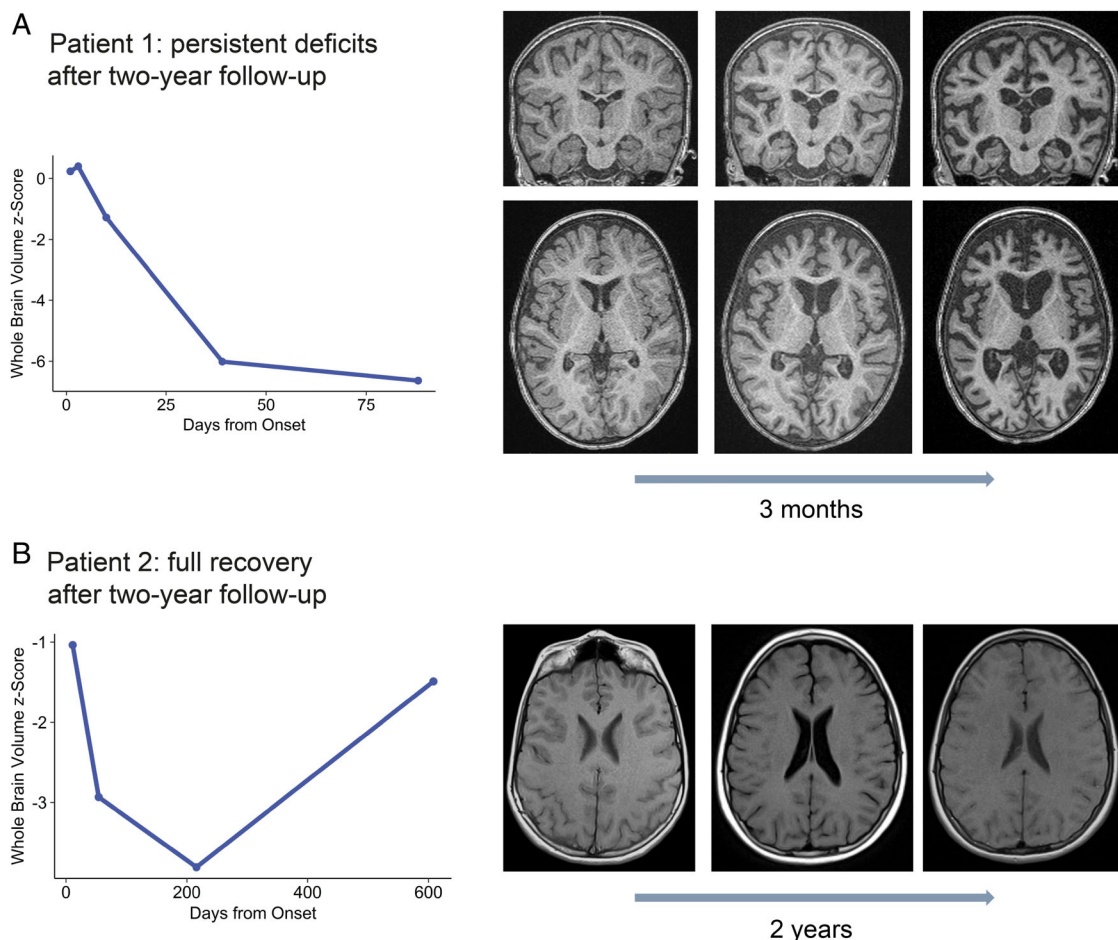 A
Patient 1: persistent deficits
after two-year follow-up
Whole Brain Volume z-Score
0
-2
-4
-6
0 25 50 75
Days from Onset
3 months
B
Patient 2: full recovery
after two-year follow-up
Whole Brain Volume z-Score
-1
-2
-3
0 200 400 600
Days from Onset
2 years